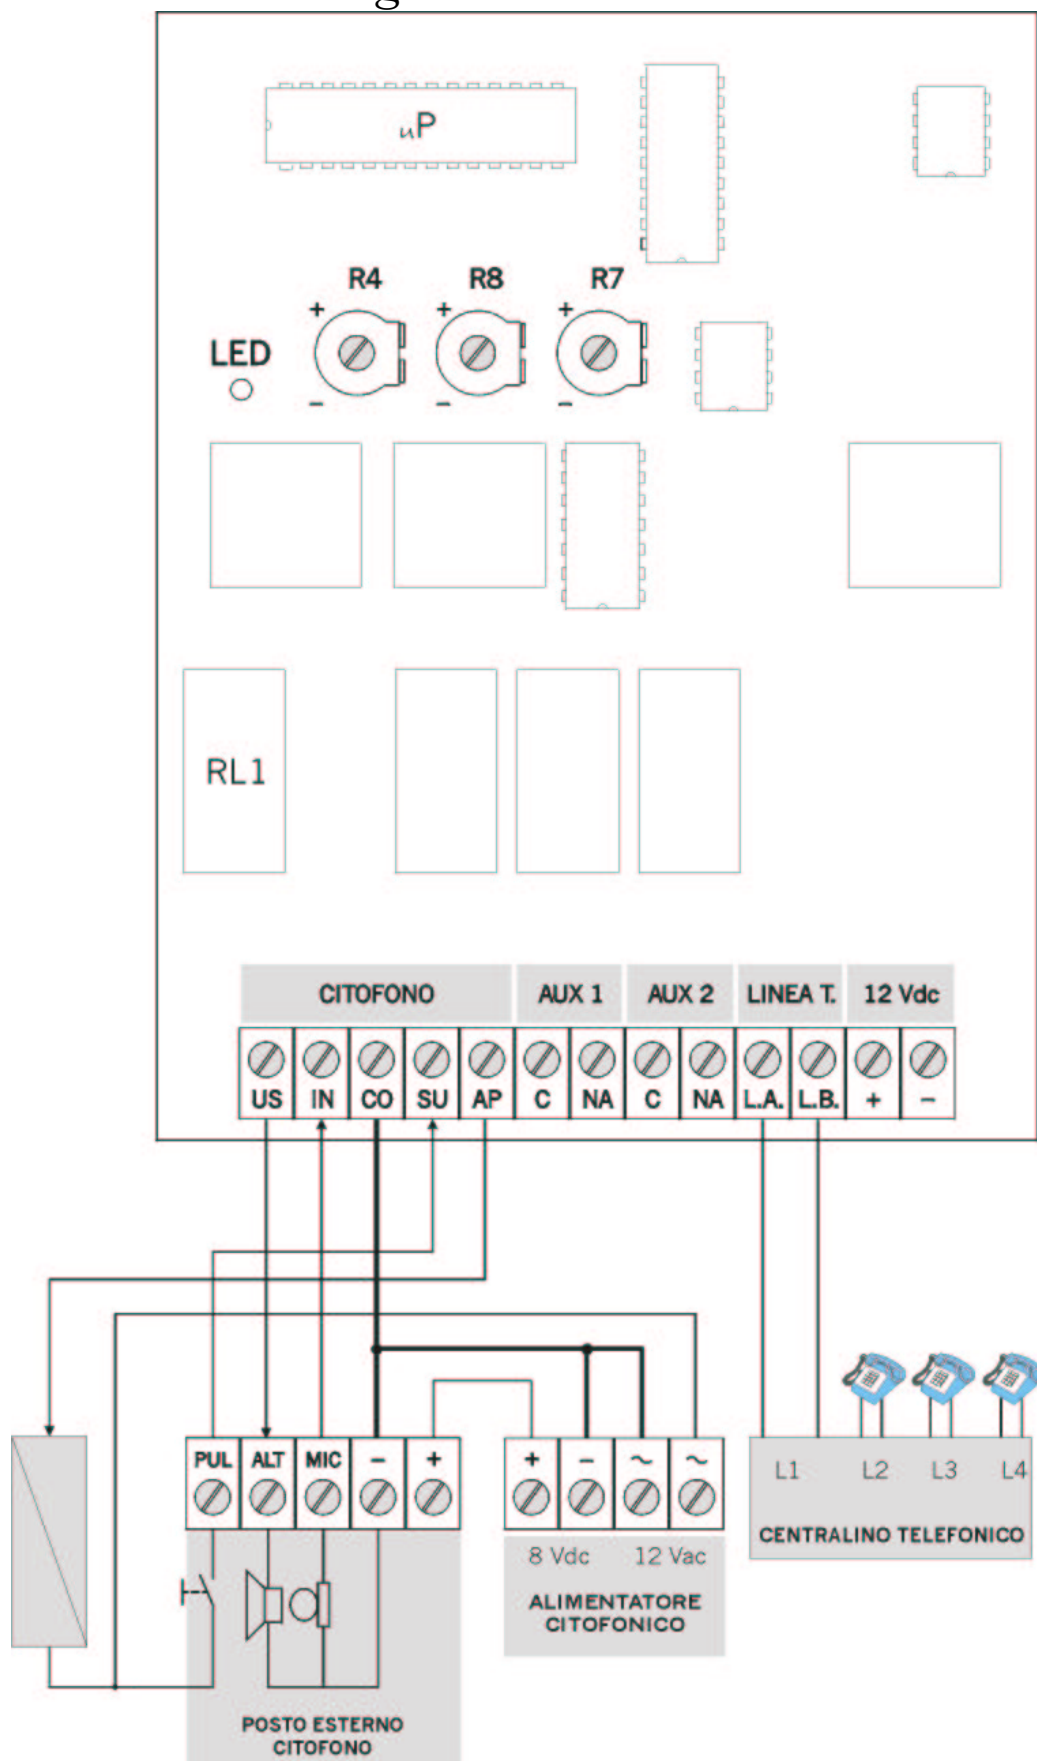 g
uP
R4 R8 R7
+ + +
LED
- - -
RL1
CITOFONO AUX 1 AUX 2 LINEA T. 12 Vdc
US IN CO SU AP C NA C NA L.A. L.B. + -
PUL ALT MIC - + + - ~ ~
L1 L2 L3 L4
CENTRALINO TELEFONICO
8 Vdc 12 Vac
ALIMENTATORE
CITOFONICO
POSTO ESTERNO
CITOFONO